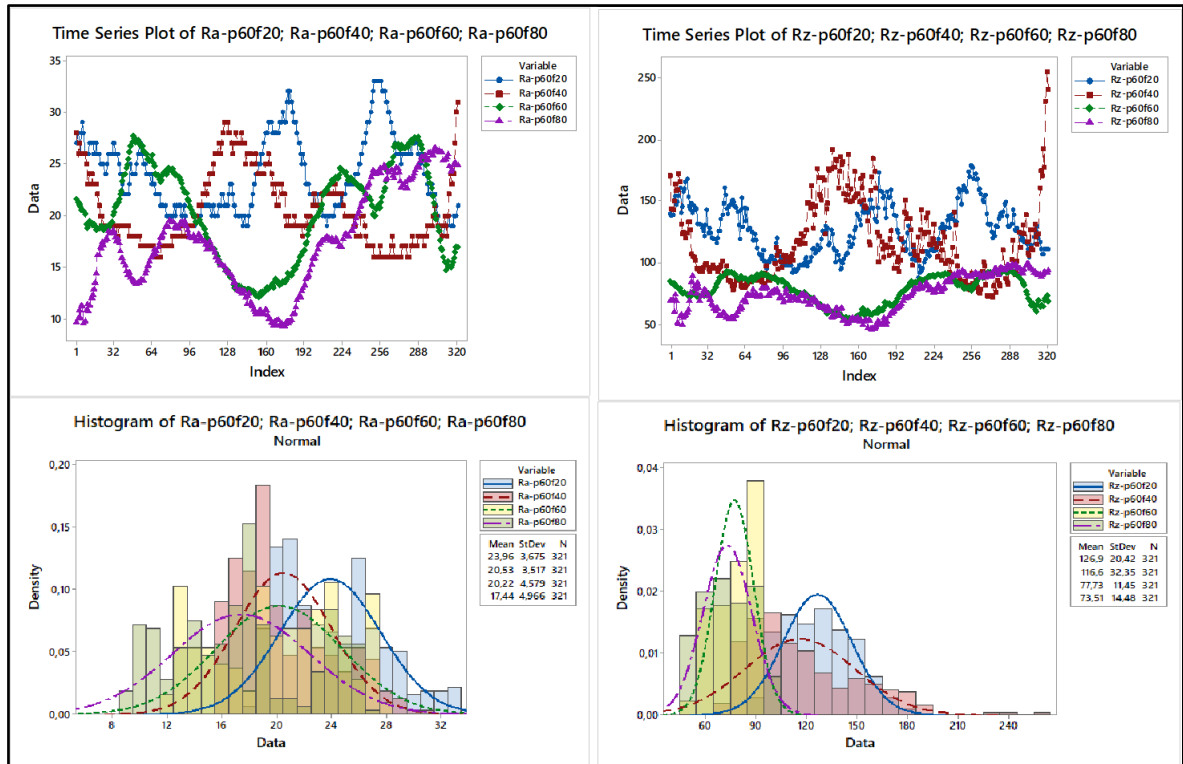 Time Series Plot of Ra-p60f20; Ra-p60f40; Ra-p60f60; Ra-p60f80
35
30
25
20
15
10
Data
1 32 64 96 128 160 192 224 256 288 320
Index
Variable
Ra-p60f20
Ra-p60f40
Ra-p60f60
Ra-p60f80
Time Series Plot of Rz-p60f20; Rz-p60f40; Rz-p60f60; Rz-p60f80
250
200
150
100
50
Data
1 32 64 96 128 160 192 224 256 288 320
Index
Variable
Rz-p60f20
Rz-p60f40
Rz-p60f60
Rz-p60f80
Histogram of Ra-p60f20; Ra-p60f40; Ra-p60f60; Ra-p60f80
Normal
0,20
0,15
0,10
0,05
0,00
Density
8 12 16 20 24 28 32
Data
Variable
Ra-p60f20
Ra-p60f40
Ra-p60f60
Ra-p60f80
Mean StDev N
23,96 3,675 321
20,53 3,517 321
20,22 4,579 321
17,44 4,966 321
Histogram of Rz-p60f20; Rz-p60f40; Rz-p60f60; Rz-p60f80
Normal
0,04
0,03
0,02
0,01
0,00
Density
60 90 120 150 180 210 240
Data
Variable
Rz-p60f20
Rz-p60f40
Rz-p60f60
Rz-p60f80
Mean StDev N
126,9 20,42 321
116,6 32,35 321
77,73 11,45 321
73,51 14,48 321